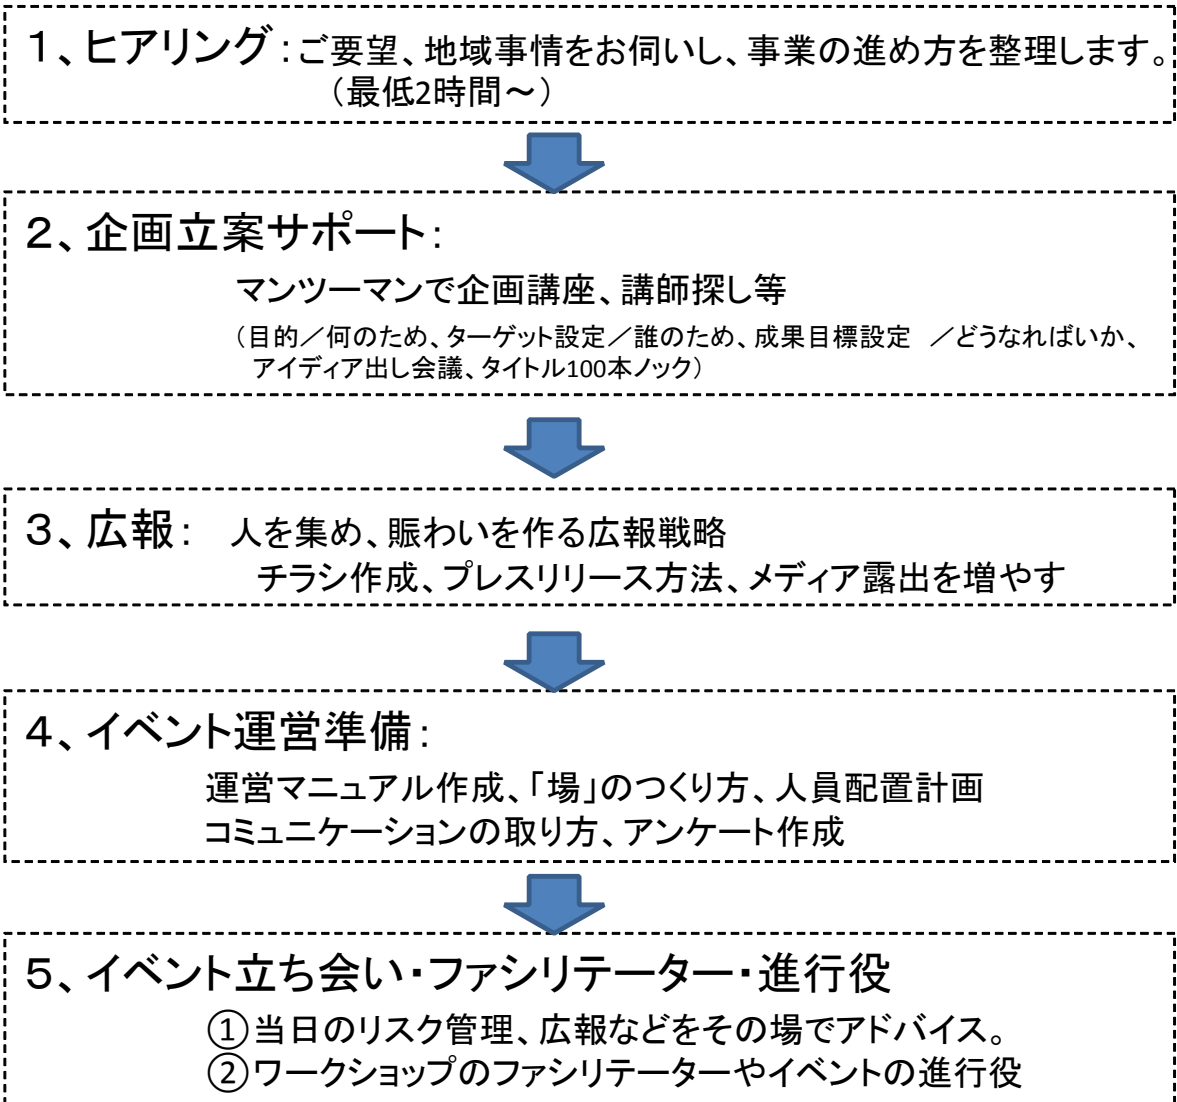 １、ヒアリング：ご要望、地域事情をお伺いし、事業の進め方を整理します。
（最低2時間～）
２、企画立案サポート：
マンツーマンで企画講座、講師探し等
（目的／何のため、ターゲット設定／誰のため、成果目標設定　／どうなればいか、
アイディア出し会議、タイトル100本ノック）
３、広報：　人を集め、賑わいを作る広報戦略
チラシ作成、プレスリリース方法、メディア露出を増やす
４、イベント運営準備：
運営マニュアル作成、「場」のつくり方、人員配置計画
コミュニケーションの取り方、アンケート作成
５、イベント立ち会い・ファシリテーター・進行役
①当日のリスク管理、広報などをその場でアドバイス。
②ワークショップのファシリテーターやイベントの進行役